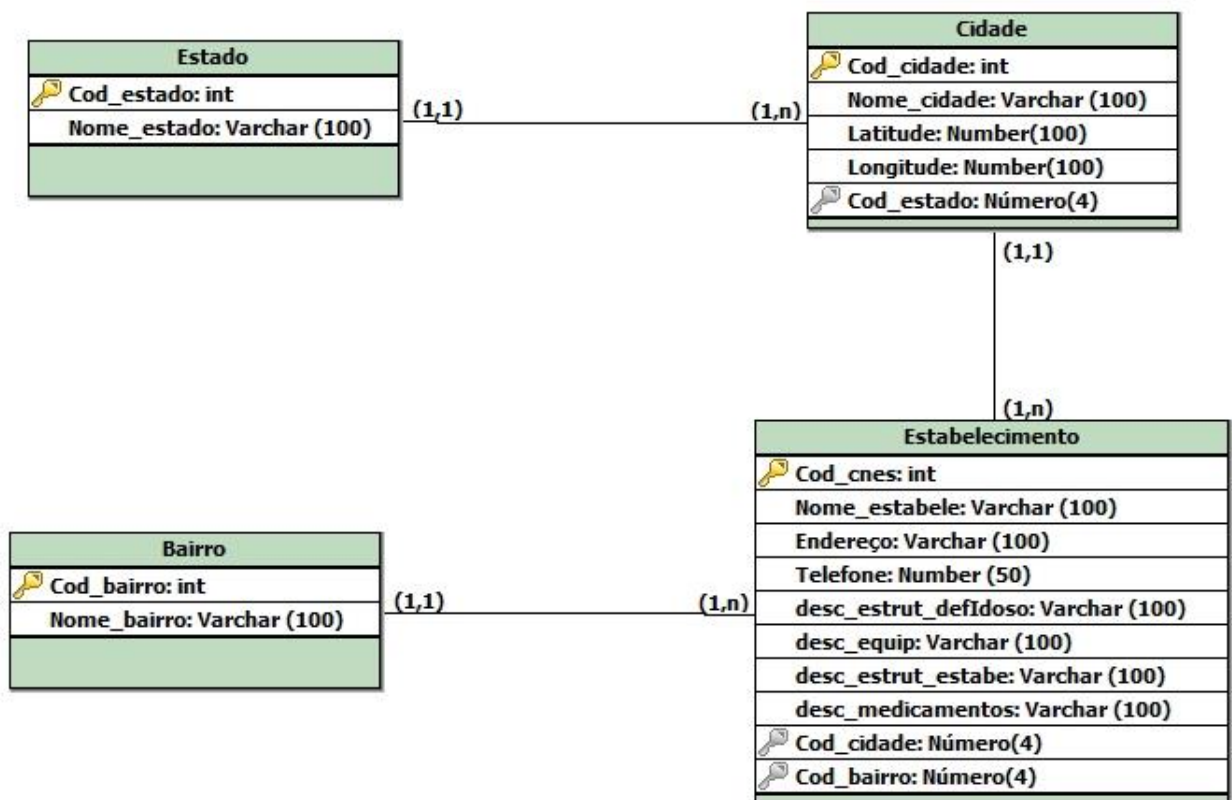 Estado
Cod_estado: int
Nome_estado: Varchar (100)
(1,1)
(1,n)
Cidade
Cod_cidade: int
Nome_cidade: Varchar (100)
Latitude: Number(100)
Longitude: Number(100)
Cod_estado: Número(4)
(1,1)
(1,n)
Bairro
Cod_bairro: int
Nome_bairro: Varchar (100)
(1,1)
(1,n)
Estabelecimento
Cod_cnes: int
Nome_estabele: Varchar (100)
Endereço: Varchar (100)
Telefone: Number (50)
desc_estrut_defIdoso: Varchar (100)
desc_equip: Varchar (100)
desc_estrut_estabe: Varchar (100)
desc_medicamentos: Varchar (100)
Cod_cidade: Número(4)
Cod_bairro: Número(4)